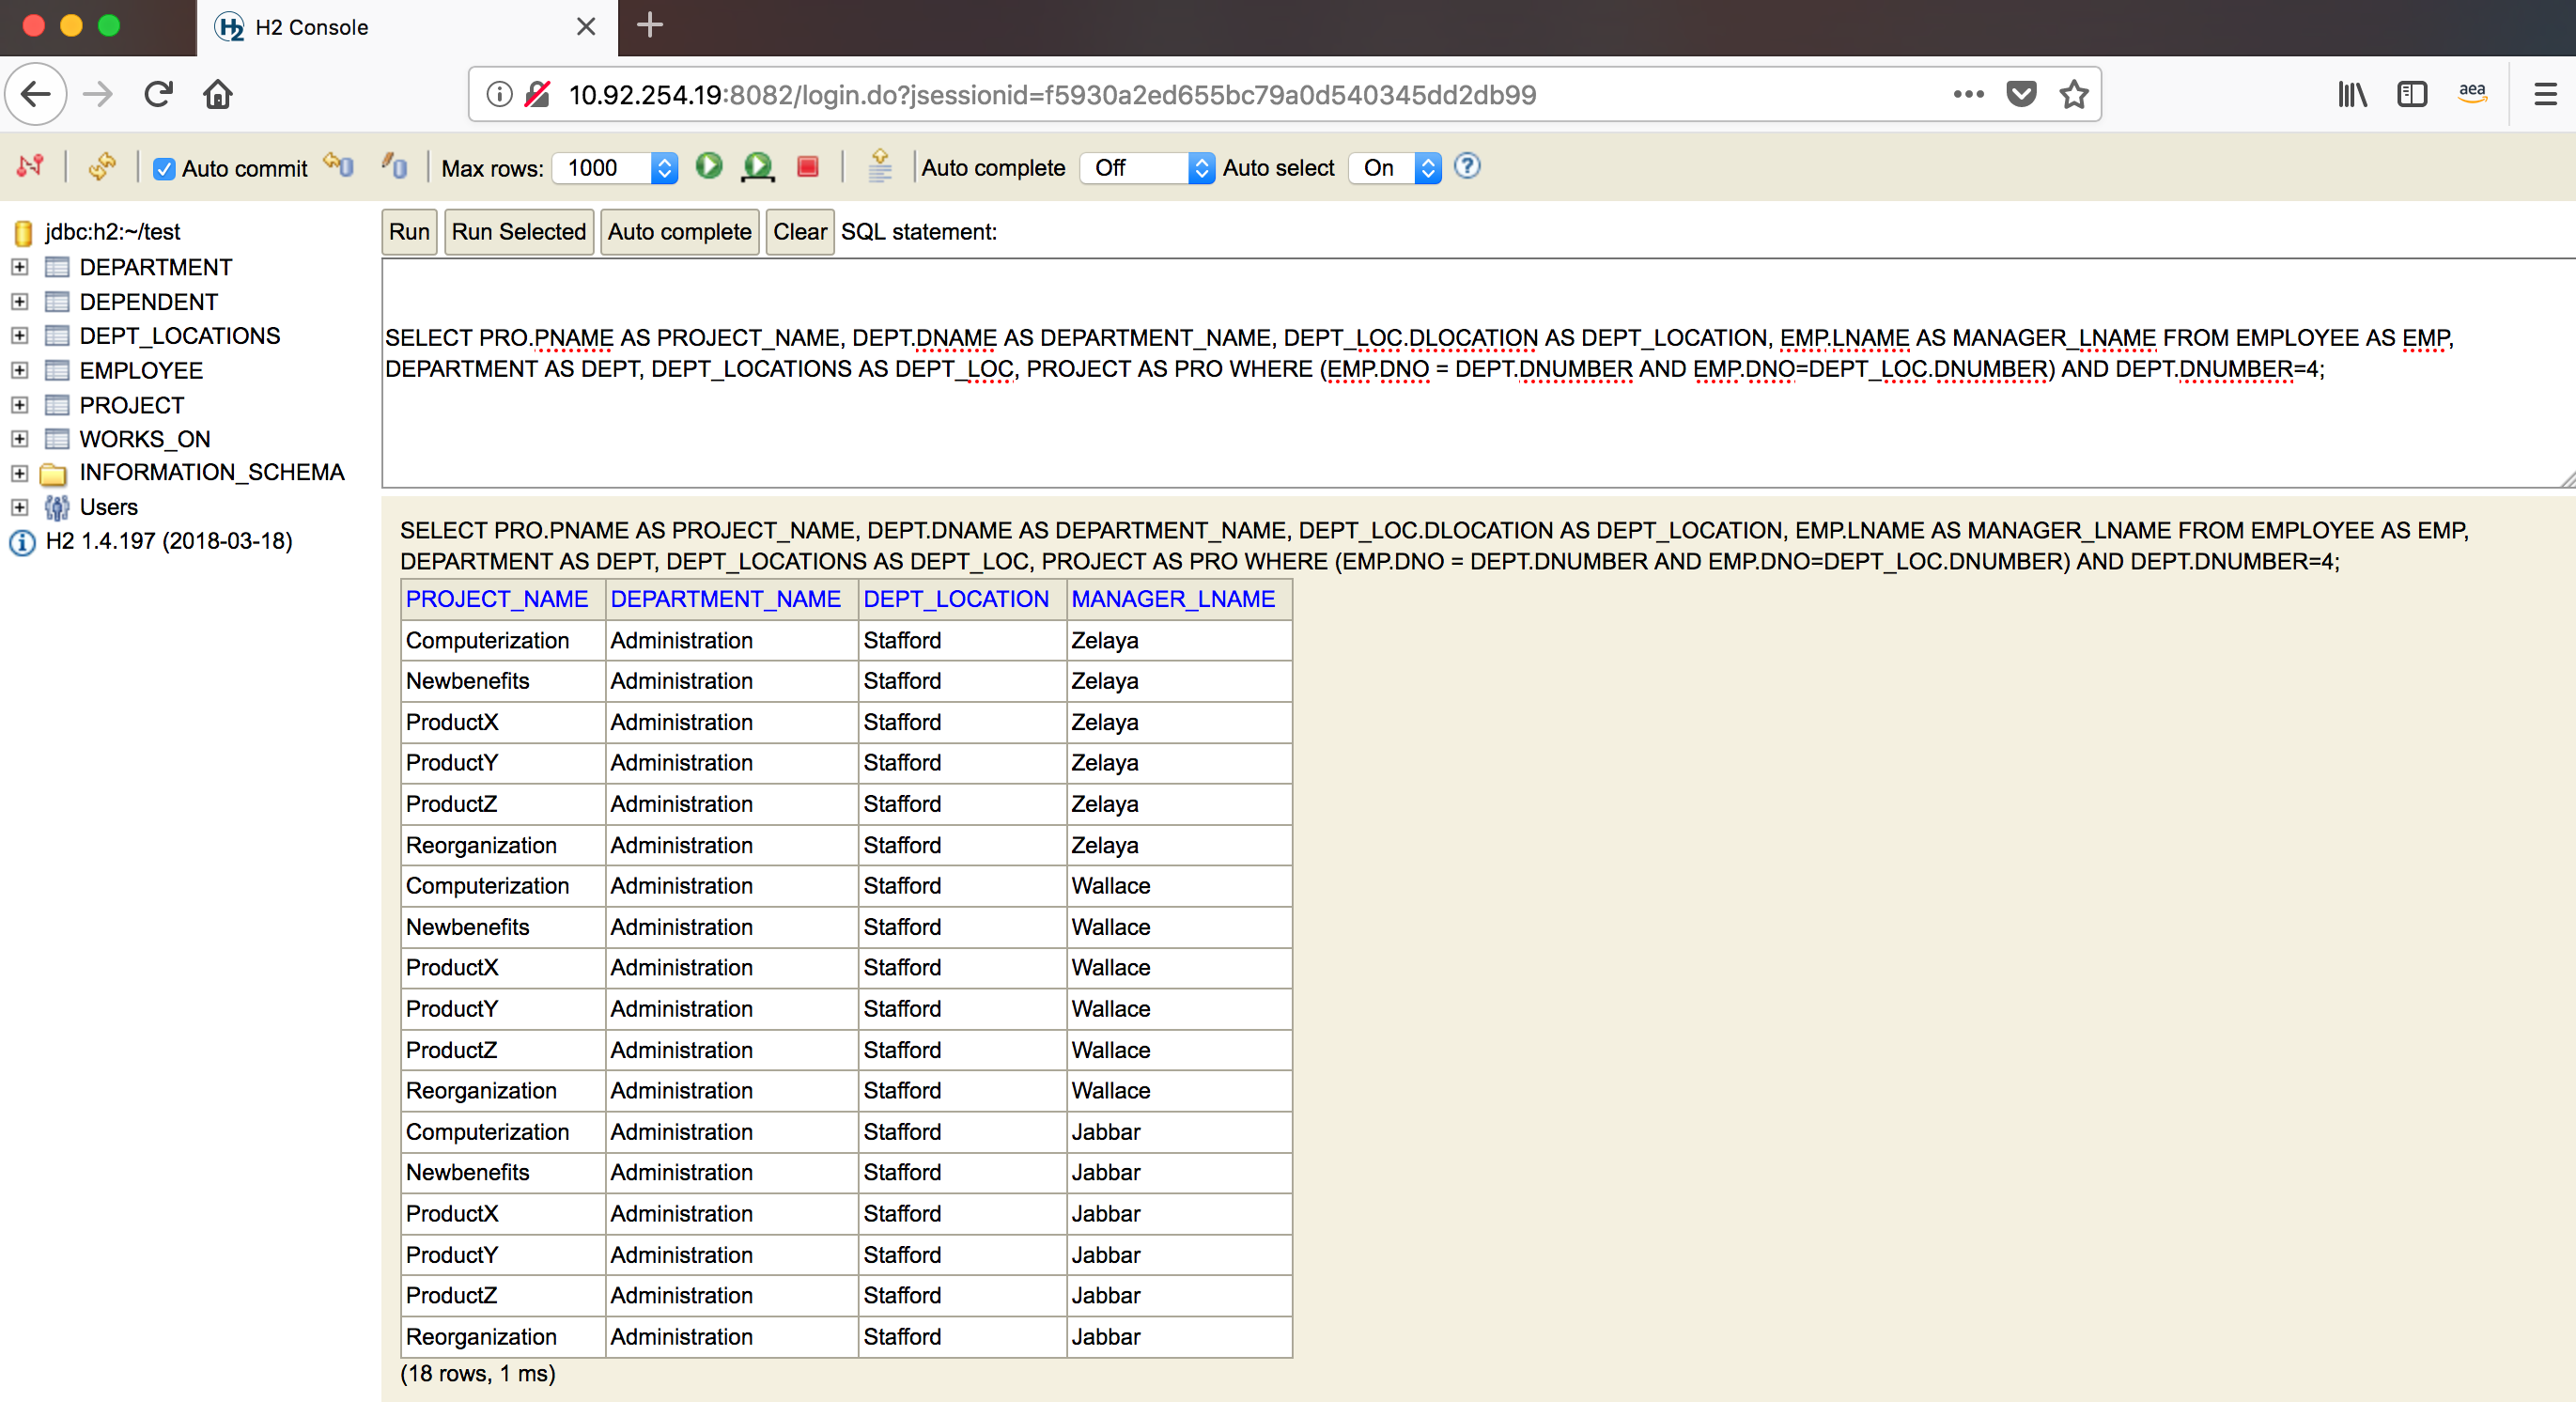 H2 Console
10.92.254.19:8082/login.do?jsessionid=f5930a2ed655bc79a0d540345dd2db99
aea
Auto commit Max rows: 1000 Auto complete Off Auto select On
jdbc:h2:~/test
DEPARTMENT
DEPENDENT
DEPT_LOCATIONS
EMPLOYEE
PROJECT
WORKS_ON
INFORMATION_SCHEMA
Users
H2 1.4.197 (2018-03-18)
Run Run Selected Auto complete Clear SQL statement:
SELECT PRO.PNAME AS PROJECT_NAME, DEPT.DNAME AS DEPARTMENT_NAME, DEPT_LOC.DLOCATION AS DEPT_LOCATION, EMP.LNAME AS MANAGER_LNAME FROM EMPLOYEE AS EMP,
DEPARTMENT AS DEPT, DEPT_LOCATIONS AS DEPT_LOC, PROJECT AS PRO WHERE (EMP.DNO = DEPT.DNUMBER AND EMP.DNO=DEPT_LOC.DNUMBER) AND DEPT.DNUMBER=4;
SELECT PRO.PNAME AS PROJECT_NAME, DEPT.DNAME AS DEPARTMENT_NAME, DEPT_LOC.DLOCATION AS DEPT_LOCATION, EMP.LNAME AS MANAGER_LNAME FROM EMPLOYEE AS EMP,
DEPARTMENT AS DEPT, DEPT_LOCATIONS AS DEPT_LOC, PROJECT AS PRO WHERE (EMP.DNO = DEPT.DNUMBER AND EMP.DNO=DEPT_LOC.DNUMBER) AND DEPT.DNUMBER=4;
PROJECT_NAME DEPARTMENT_NAME DEPT_LOCATION MANAGER_LNAME
Computerization Administration Stafford Zelaya
Newbenefits Administration Stafford Zelaya
ProductX Administration Stafford Zelaya
ProductY Administration Stafford Zelaya
ProductZ Administration Stafford Zelaya
Reorganization Administration Stafford Zelaya
Computerization Administration Stafford Wallace
Newbenefits Administration Stafford Wallace
ProductX Administration Stafford Wallace
ProductY Administration Stafford Wallace
ProductZ Administration Stafford Wallace
Reorganization Administration Stafford Wallace
Computerization Administration Stafford Jabbar
Newbenefits Administration Stafford Jabbar
ProductX Administration Stafford Jabbar
ProductY Administration Stafford Jabbar
ProductZ Administration Stafford Jabbar
Reorganization Administration Stafford Jabbar
(18 rows, 1 ms)